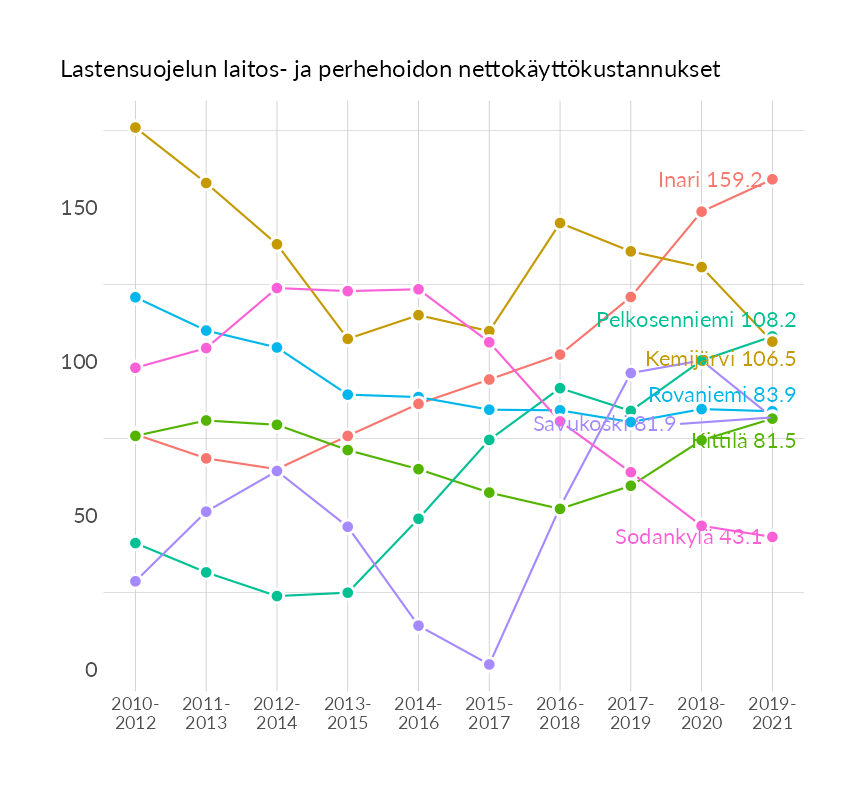 Lastensuojelun laitos- ja perhehoidon nettokäyttökustannukset
Inari 159.2
150
Pelkosenniemi 108.2
Kemijärvi 106.5
100
Rovaniemi 83.9
Savukoski 81.9
Kittilä 81.5
50
Sodankylä 43.1
0
2010- 2011- 2012- 2013- 2014- 2015- 2016- 2017- 2018- 2019-
2012 2013 2014 2015 2016 2017 2018 2019 2020 2021